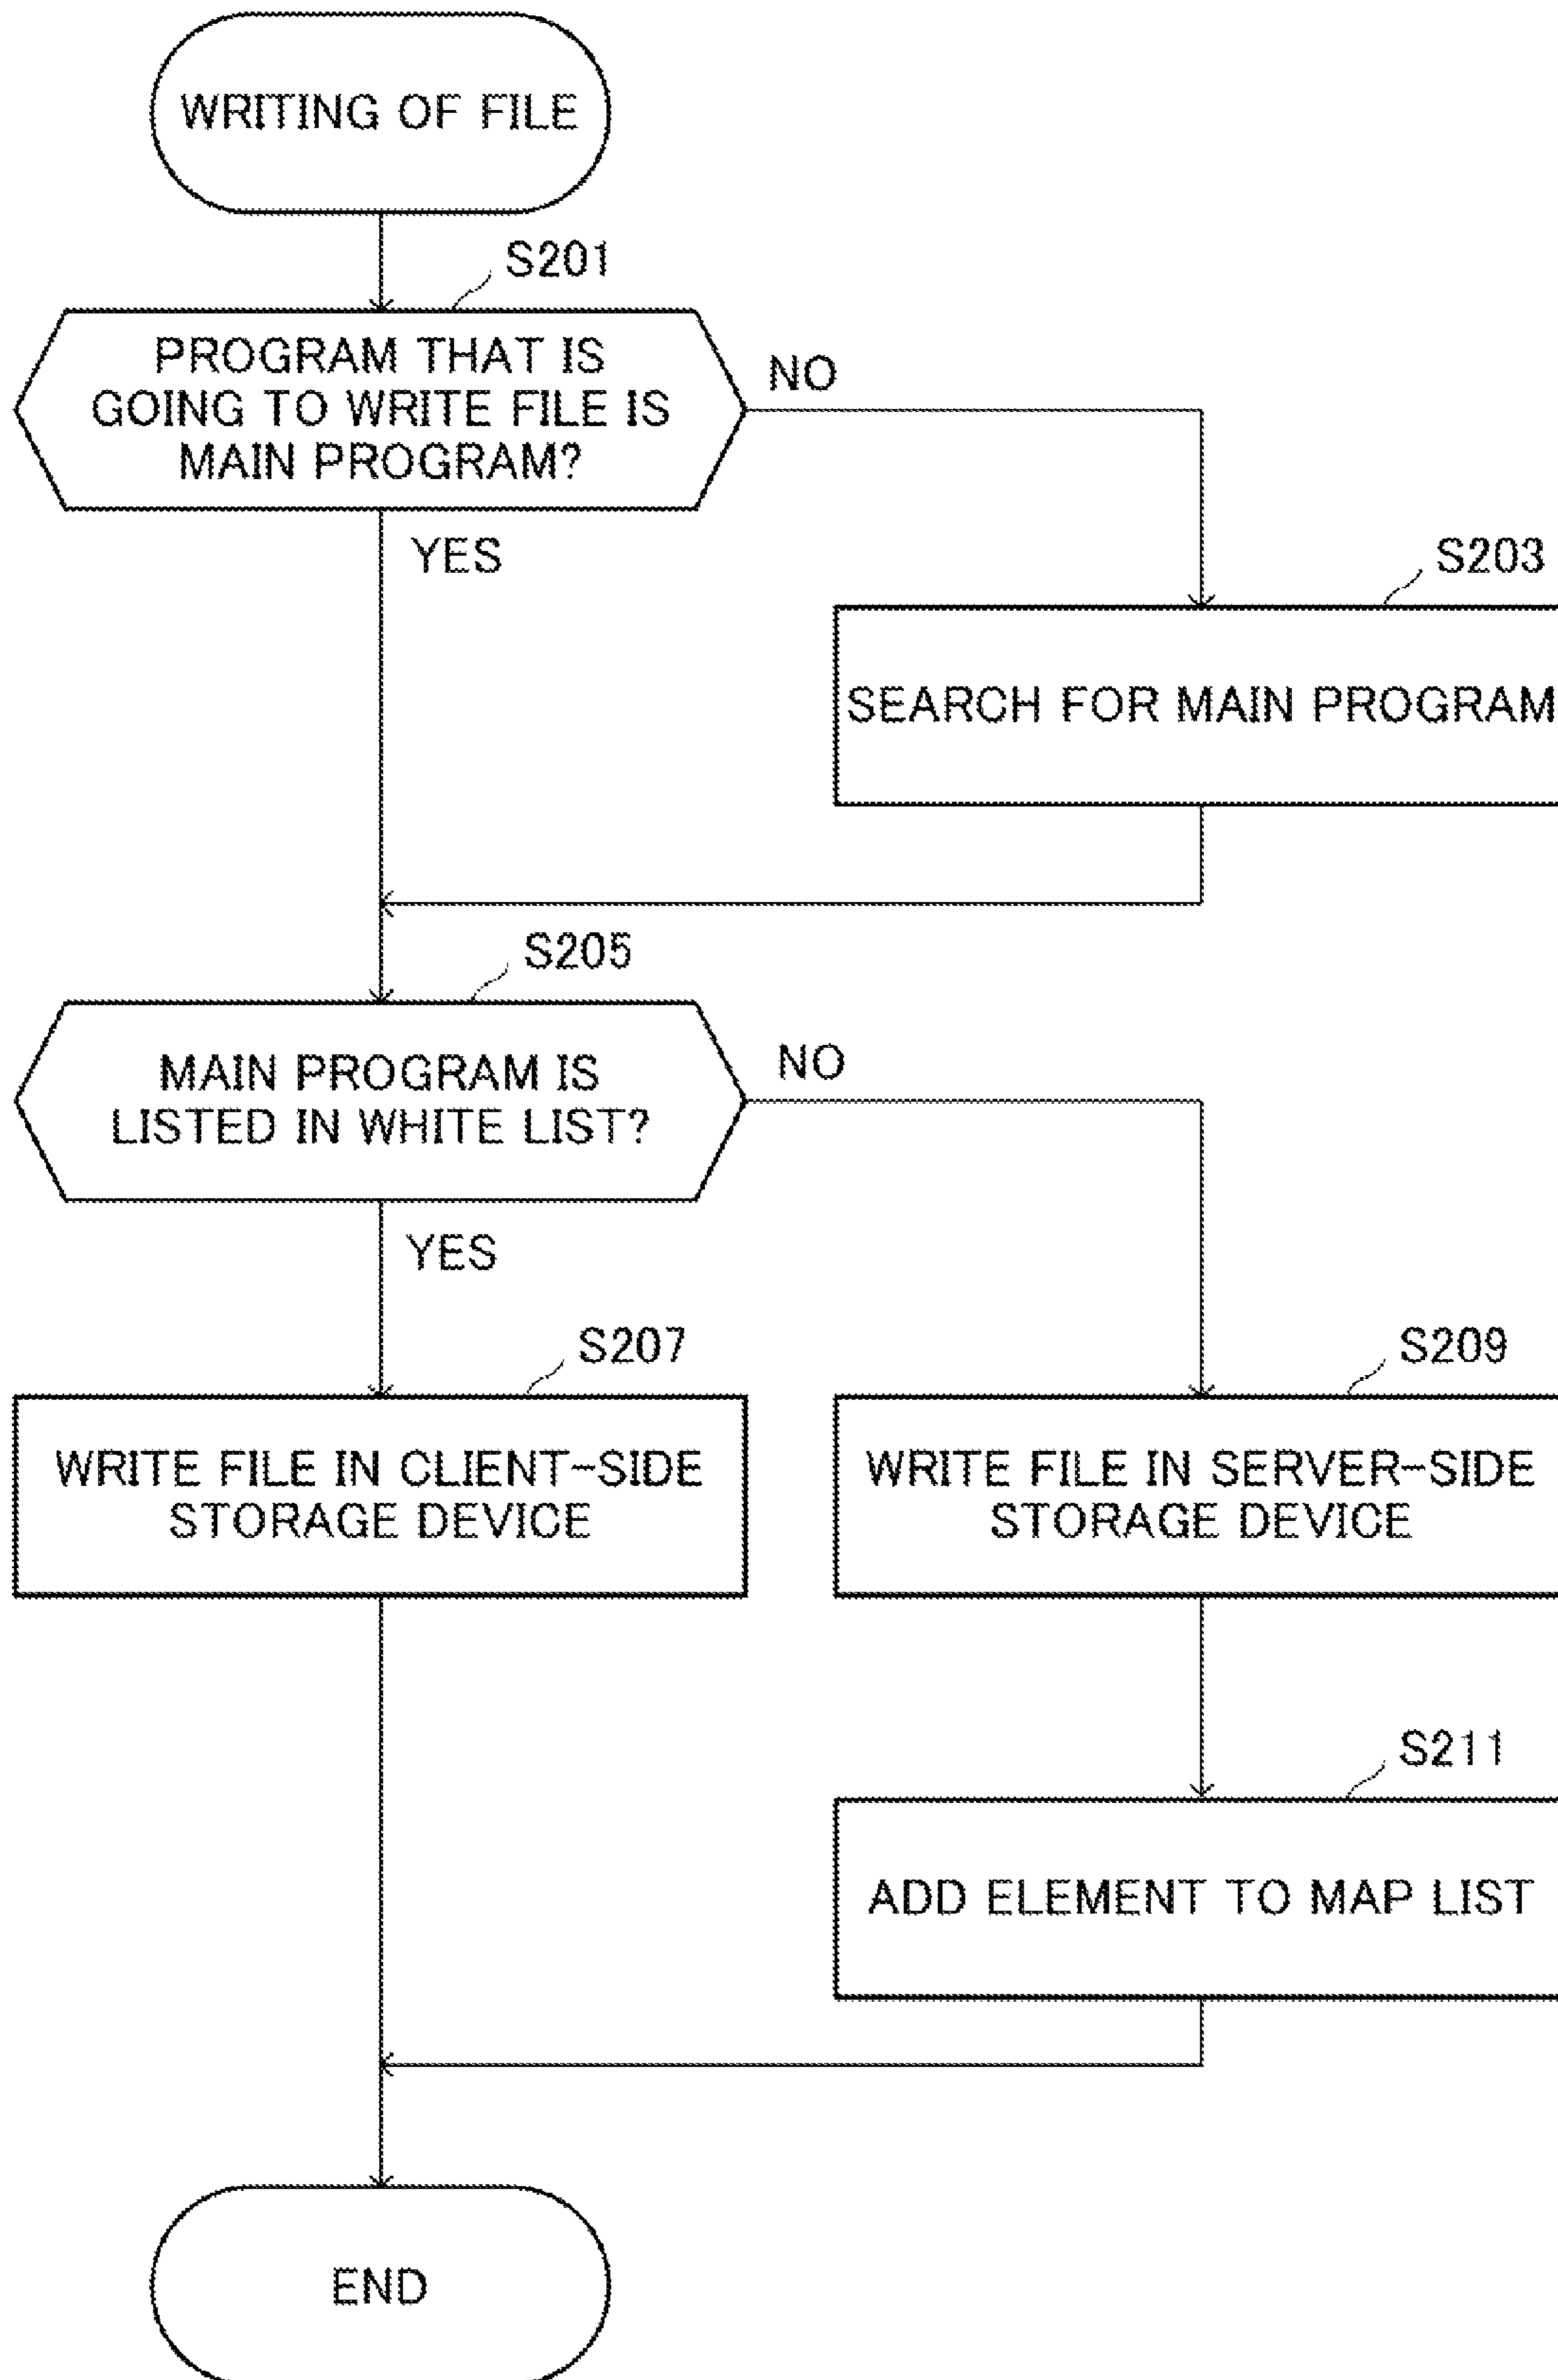 WRITING OF FILE
S201
PROGRAM THAT IS
GOING TO WRITE FILE IS
MAIN PROGRAM?
NO
YES
S203
SEARCH FOR MAIN PROGRAM
S205
MAIN PROGRAM IS
LISTED IN WHITE LIST?
NO
YES
S207
WRITE FILE IN CLIENT-SIDE
STORAGE DEVICE
S209
WRITE FILE IN SERVER-SIDE
STORAGE DEVICE
S211
ADD ELEMENT TO MAP LIST
END